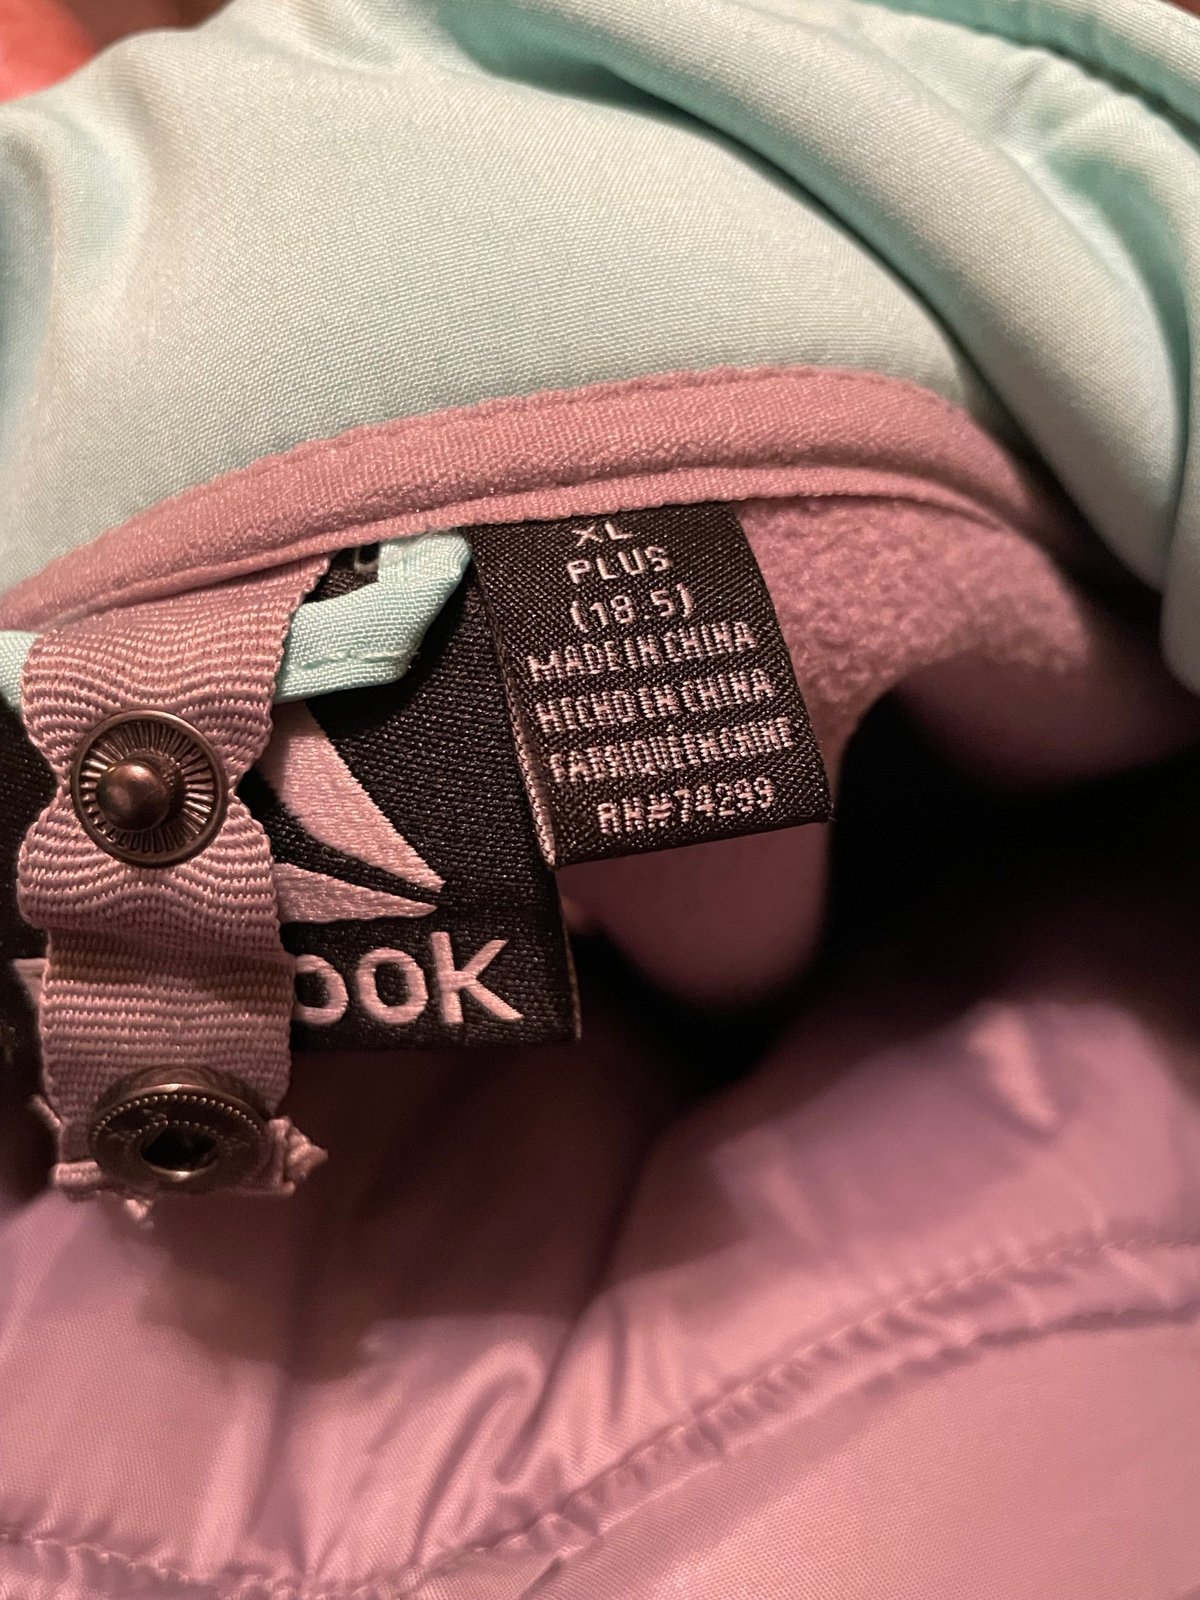 XL
PLUS
(18.5)
MADE IN CHINA
HECHO EN CHINA
FABRIQUE EN CHINE
RN#74299
ook